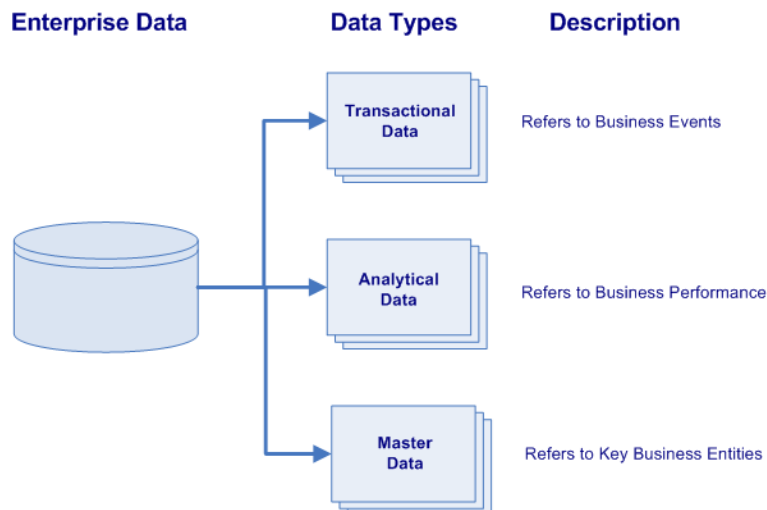 Enterprise Data
Data Types
Description
Transactional
Data
Refers to Business Events
Analytical
Data
Refers to Business Performance
Master
Data
Refers to Key Business Entities